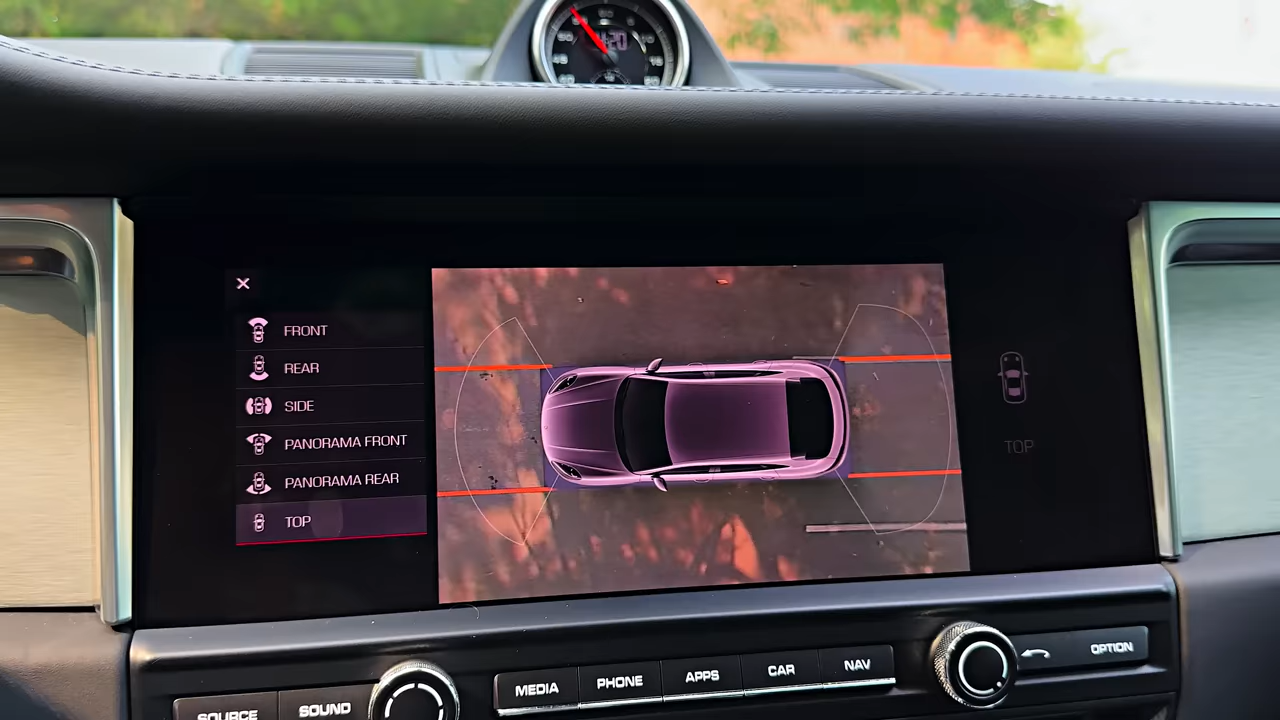 FRONT
REAR
SIDE
PANORAMA FRONT
PANORAMA REAR
TOP
TOP
SOURCE
SOUND
MEDIA
PHONE
APPS
CAR
NAV
OPTION